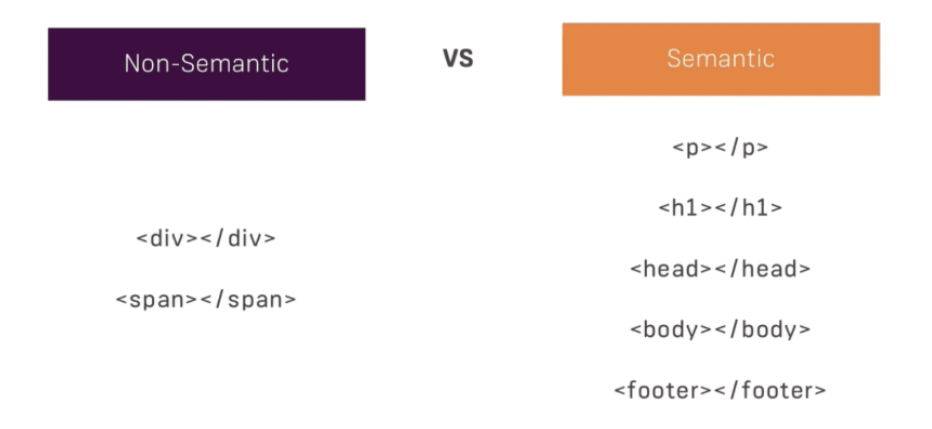 Non-Semantic
VS
Semantic
<div></div>
<span></span>
<p></p>
<h1></h1>
<head></head>
<body></body>
<footer></footer>